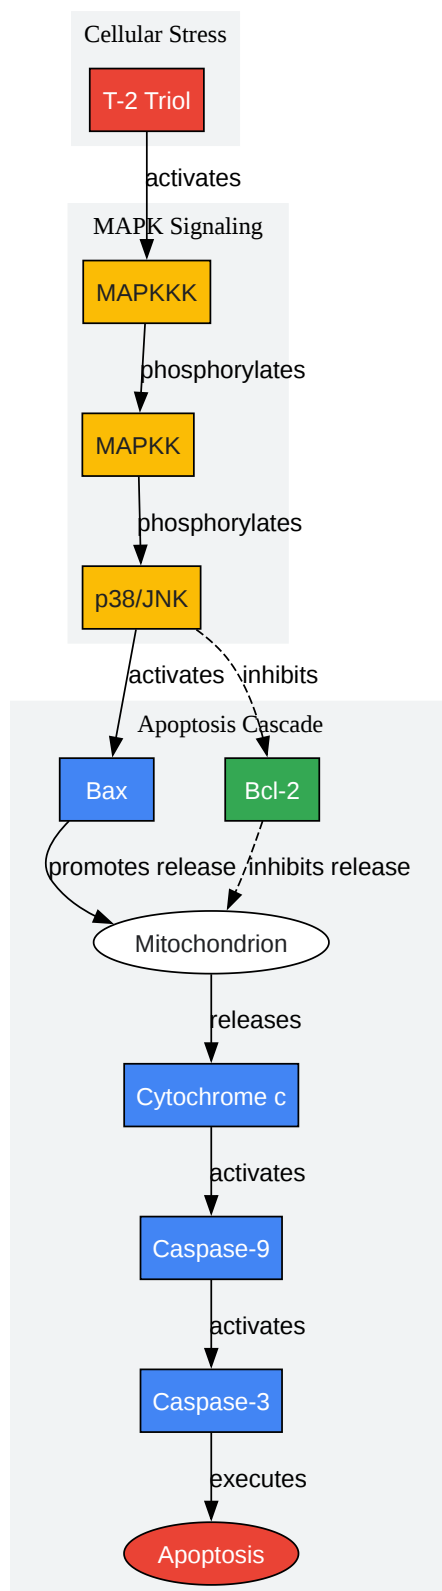 Cellular Stress
T-2 Triol
activates
MAPK Signaling
MAPKKK
phosphorylates
MAPKK
phosphorylates
p38/JNK
activates
inhibits
Apoptosis Cascade
Bax
Bcl-2
promotes release
inhibits release
Mitochondrion
releases
Cytochrome c
activates
Caspase-9
activates
Caspase-3
executes
Apoptosis